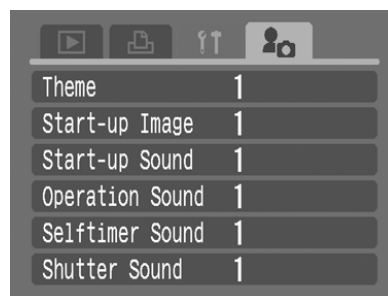 Theme 1
Start-up Image 1
Start-up Sound 1
Operation Sound 1
Selftimer Sound 1
Shutter Sound 1